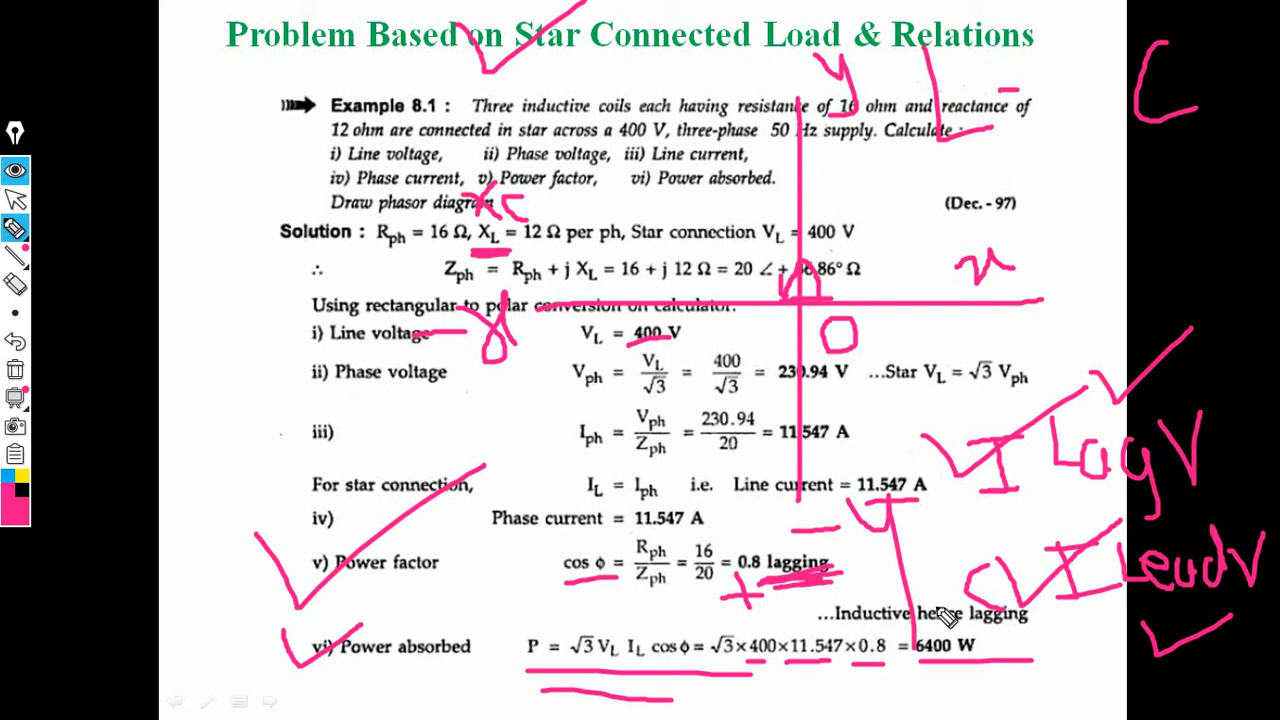 Problem Based on Star Connected Load & Relations
Example 8.1 : Three inductive coils each having resistance of 16 ohm and reactance of
12 ohm are connected in star across a 400 V, three-phase 50 Hz supply. Calculate :
i) Line voltage, ii) Phase voltage, iii) Line current,
iv) Phase current, v) Power factor, vi) Power absorbed.
Draw phasor diagram
(Dec. - 97)
Solution : Rph = 16 Ω, XL = 12 Ω per ph, Star connection VL = 400 V
∴ Zph = Rph + j XL = 16 + j 12 Ω = 20 ∠ + 86° Ω
Using rectangular to polar conversion on calculator.
i) Line voltage VL = 400 V
ii) Phase voltage Vph = VL/√3 = 400/√3 = 230.94 V ...Star VL = √3 Vph
iii) Iph = Vph/Zph = 230.94/20 = 11.547 A
For star connection, IL = Iph i.e. Line current = 11.547 A
iv) Phase current = 11.547 A
v) Power factor cos ϕ = Rph/Zph = 16/20 = 0.8 lagging
...Inductive hence lagging
vi) Power absorbed P = √3 VL IL cos ϕ = √3×400×11.547×0.8 = 6400 W
y
L
C
Xc
x
O
I Lag V
C I Lead V